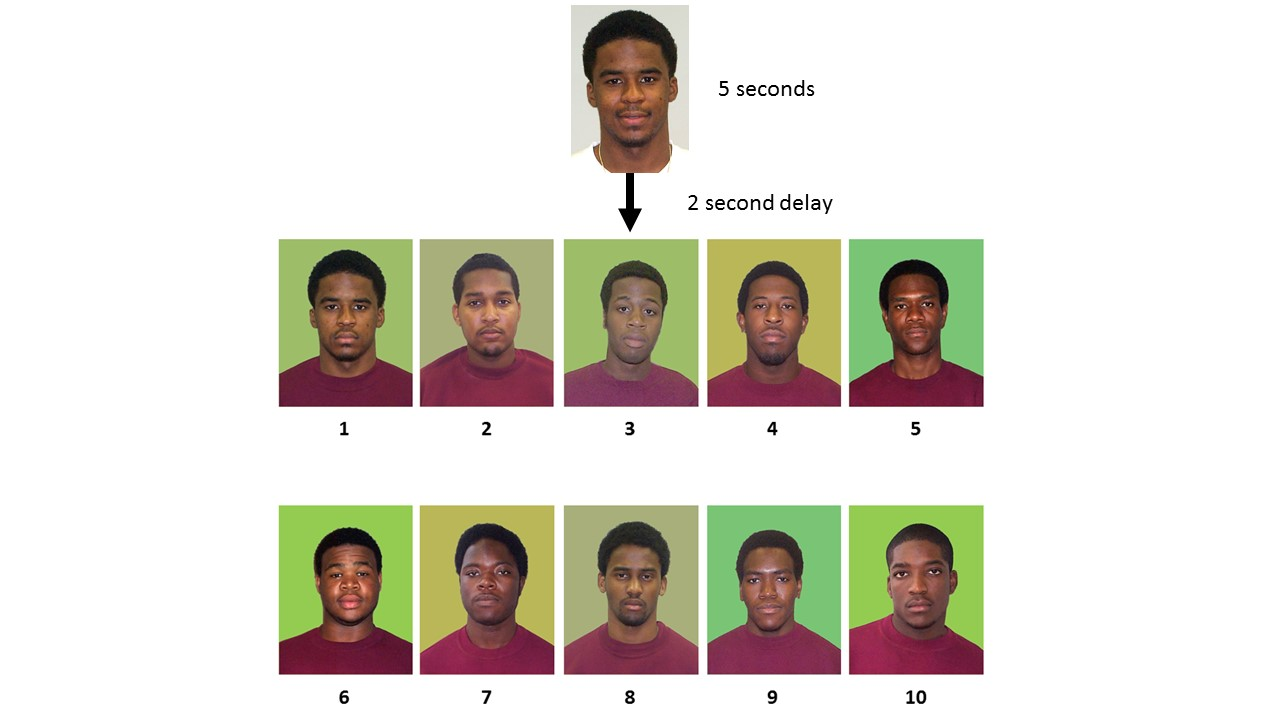 5 seconds
2 second delay
1 2 3 4 5
6 7 8 9 10